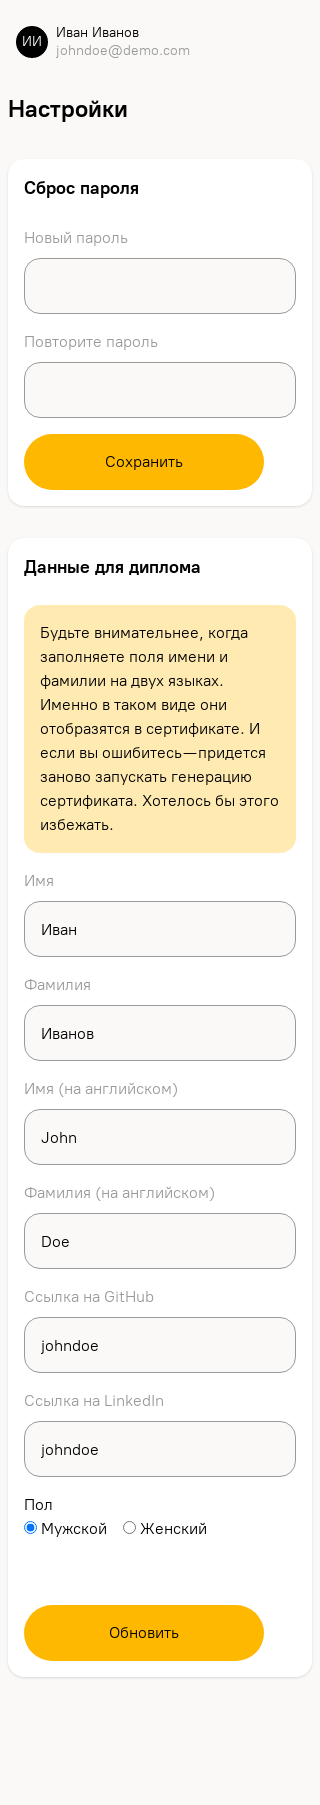 ИИ
Иван Иванов
johndoe@demo.com
Настройки
Сброс пароля
Новый пароль
Повторите пароль
Сохранить
Данные для диплома
Будьте внимательнее, когда
заполняете поля имени и
фамилии на двух языках.
Именно в таком виде они
отобразятся в сертификате. И
если вы ошибитесь—придется
заново запускать генерацию
сертификата. Хотелось бы этого
избежать.
Имя
Иван
Фамилия
Иванов
Имя (на английском)
John
Фамилия (на английском)
Doe
Ссылка на GitHub
johndoe
Ссылка на LinkedIn
johndoe
Пол
Мужской Женский
Обновить